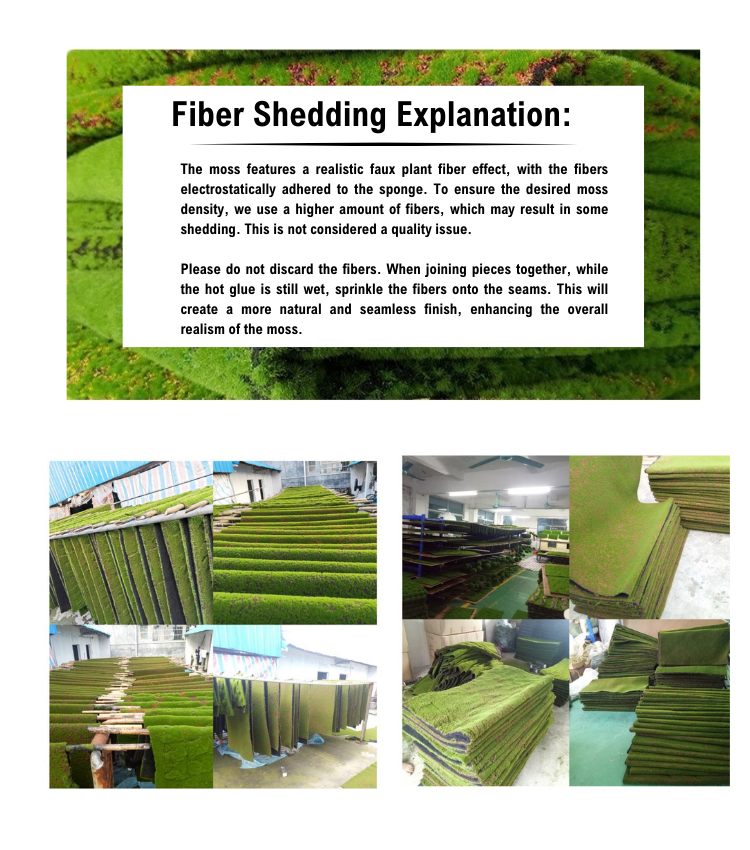 Fiber Shedding Explanation:
The moss features a realistic faux plant fiber effect, with the fibers
electrostatically adhered to the sponge. To ensure the desired moss
density, we use a higher amount of fibers, which may result in some
shedding. This is not considered a quality issue.
Please do not discard the fibers. When joining pieces together, while
the hot glue is still wet, sprinkle the fibers onto the seams. This will
create a more natural and seamless finish, enhancing the overall
realism of the moss.